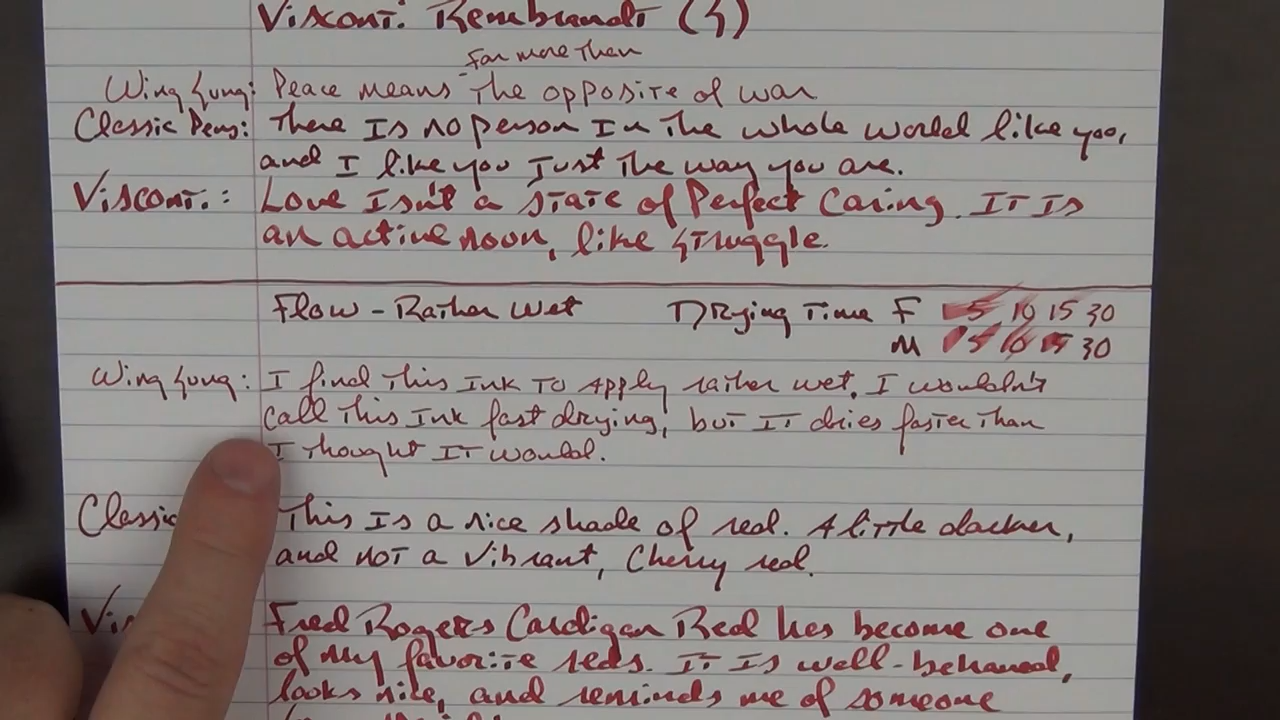 Visconti Rembrandt (S)
far more than
Wing Sung: Peace means the opposite of war
Classic Pens: There Is no person In The whole world like you,
and I like you Just The way you are.
Visconti: Love Isn't a state of Perfect Caring. It Is
an active noun, like struggle.
Flow - Rather Wet Drying Time F 5 10 15 30
M 5 10 15 30
Wing Sung: I find This Ink To Apply rather wet. I wouldn't
call This Ink fast drying, but IT dries faster Than
I thought IT would.
Classic This Is a nice shade of red. A little darker,
and not a Vibrant, Cherry red.
Vis Fred Rogers Cardigan Red has become one
of my favorite reds. It Is well-behaved,
looks nice, and reminds me of someone